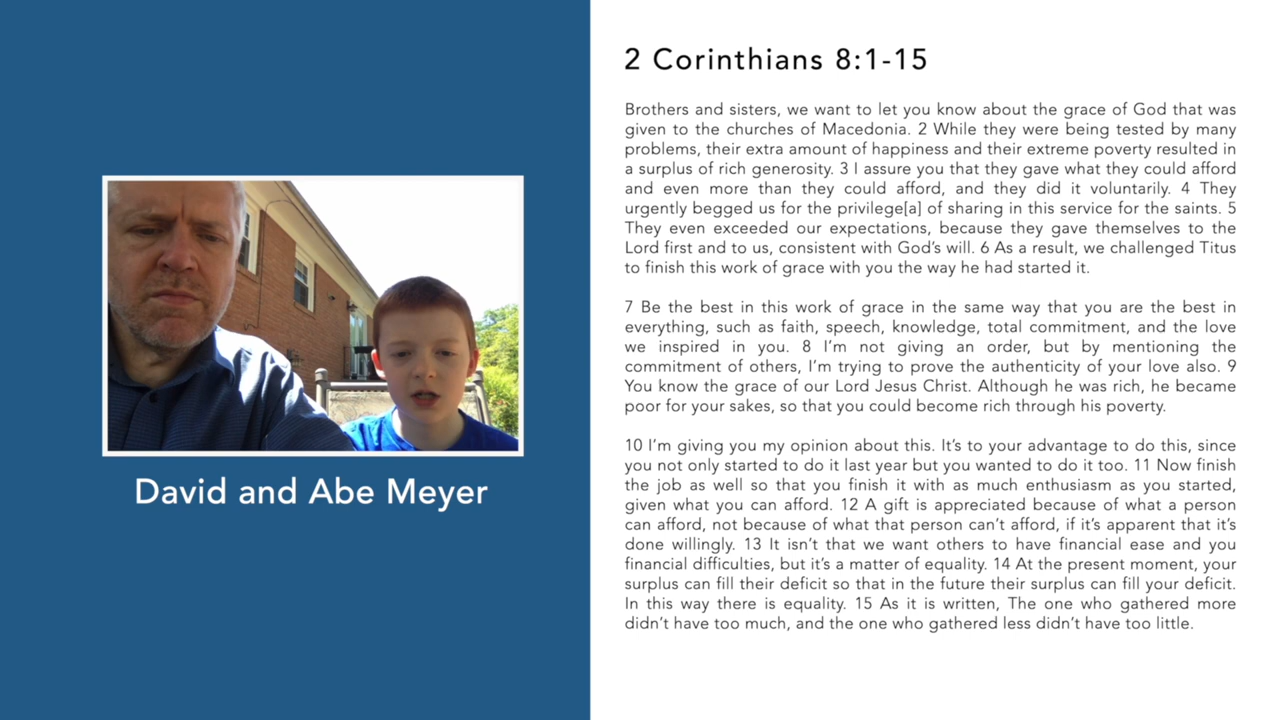 2 Corinthians 8:1-15
Brothers and sisters, we want to let you know about the grace of God that was
given to the churches of Macedonia. 2 While they were being tested by many
problems, their extra amount of happiness and their extreme poverty resulted in
a surplus of rich generosity. 3 I assure you that they gave what they could afford
and even more than they could afford, and they did it voluntarily. 4 They
urgently begged us for the privilege[a] of sharing in this service for the saints. 5
They even exceeded our expectations, because they gave themselves to the
Lord first and to us, consistent with God’s will. 6 As a result, we challenged Titus
to finish this work of grace with you the way he had started it.
7 Be the best in this work of grace in the same way that you are the best in
everything, such as faith, speech, knowledge, total commitment, and the love
we inspired in you. 8 I’m not giving an order, but by mentioning the
commitment of others, I’m trying to prove the authenticity of your love also. 9
You know the grace of our Lord Jesus Christ. Although he was rich, he became
poor for your sakes, so that you could become rich through his poverty.
10 I’m giving you my opinion about this. It’s to your advantage to do this, since
you not only started to do it last year but you wanted to do it too. 11 Now finish
the job as well so that you finish it with as much enthusiasm as you started,
given what you can afford. 12 A gift is appreciated because of what a person
can afford, not because of what that person can’t afford, if it’s apparent that it’s
done willingly. 13 It isn’t that we want others to have financial ease and you
financial difficulties, but it’s a matter of equality. 14 At the present moment, your
surplus can fill their deficit so that in the future their surplus can fill your deficit.
In this way there is equality. 15 As it is written, The one who gathered more
didn’t have too much, and the one who gathered less didn’t have too little.
David and Abe Meyer